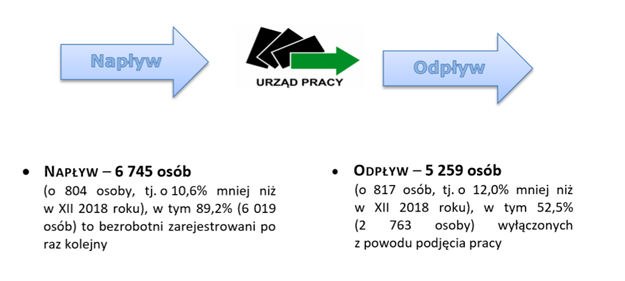 Napływ
URZĄD PRACY
Odpływ
• NAPŁYW – 6 745 osób
(o 804 osoby, tj. o 10,6% mniej niż
w XII 2018 roku), w tym 89,2% (6 019
osób) to bezrobotni zarejestrowani po
raz kolejny
• ODPŁYW – 5 259 osób
(o 817 osób, tj. o 12,0% mniej niż
w XII 2018 roku), w tym 52,5%
(2 763 osoby) wyłączonych
z powodu podjęcia pracy